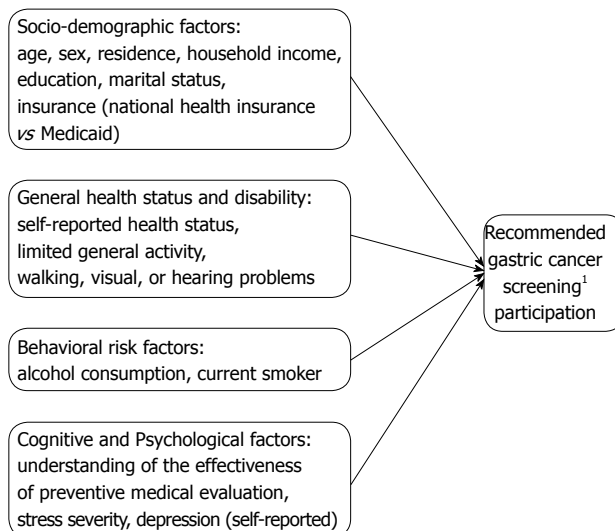 Socio-demographic factors:
age, sex, residence, household income,
education, marital status,
insurance (national health insurance
vs Medicaid)
General health status and disability:
self-reported health status,
limited general activity,
walking, visual, or hearing problems
Behavioral risk factors:
alcohol consumption, current smoker
Cognitive and Psychological factors:
understanding of the effectiveness
of preventive medical evaluation,
stress severity, depression (self-reported)
Recommended
gastric cancer
screening¹
participation